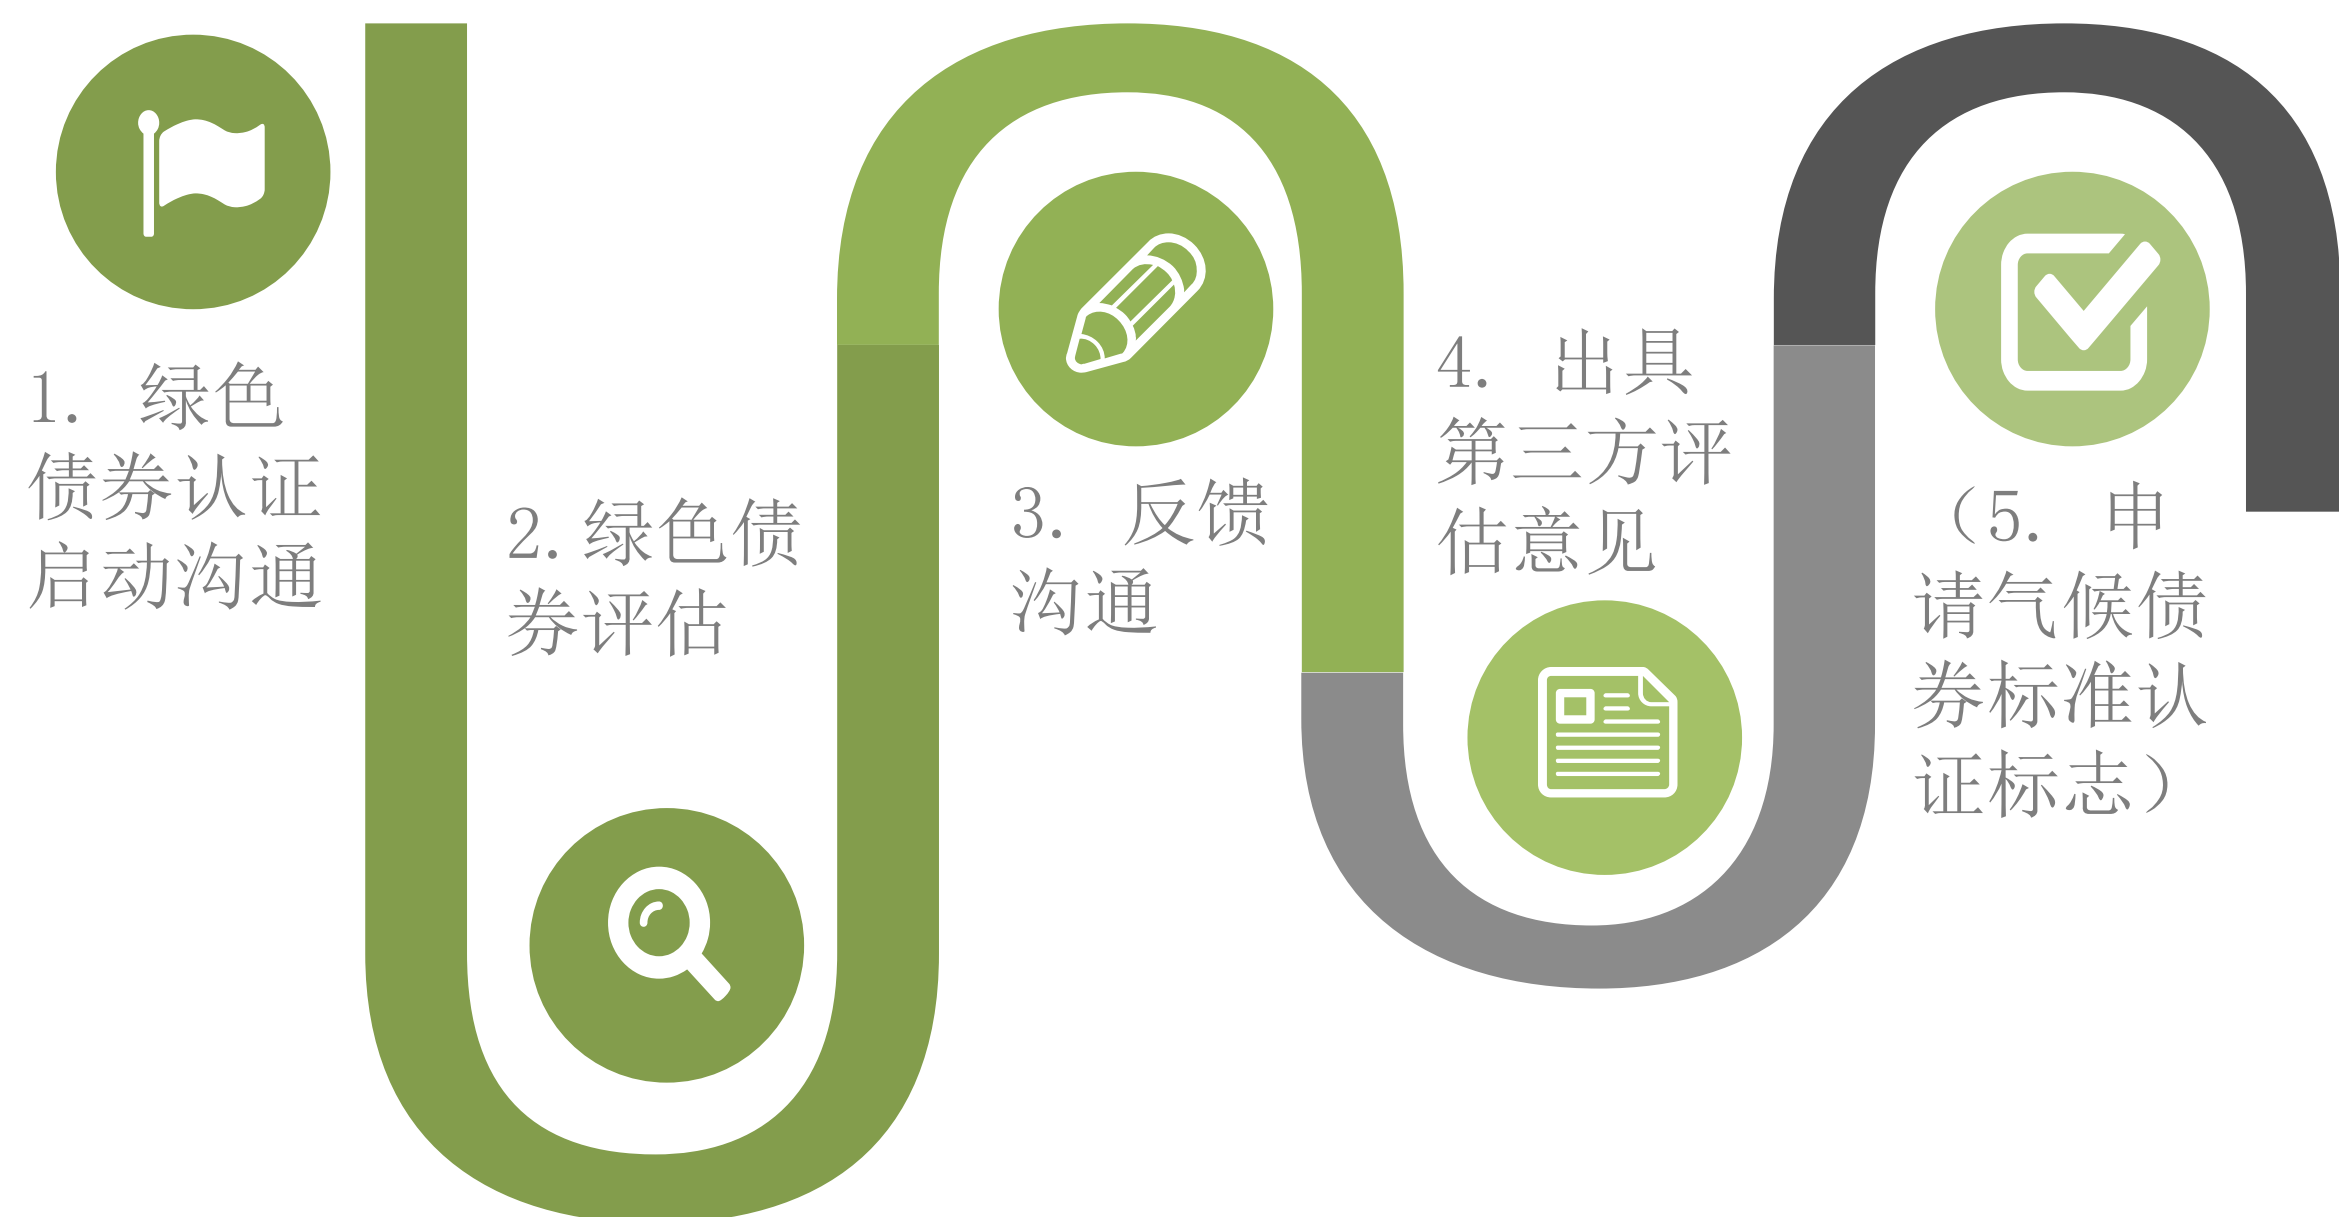 1. 绿色
债券认证
启动沟通
2.绿色债
券评估
3. 反馈
沟通
4. 出具
第三方评
估意见
（5. 申
请气候债
券标准认
证标志）